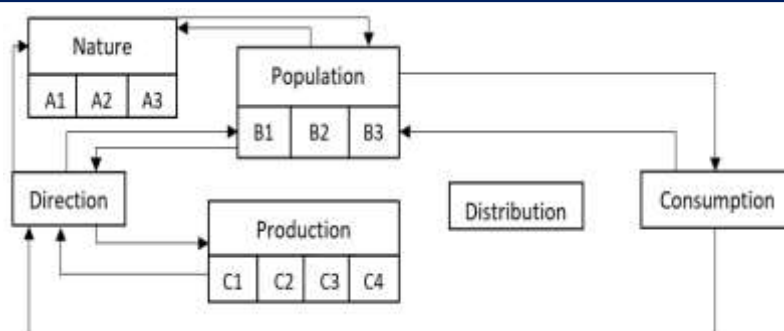 Nature
A1 A2 A3
Population
B1 B2 B3
Direction
Production
C1 C2 C3 C4
Distribution
Consumption